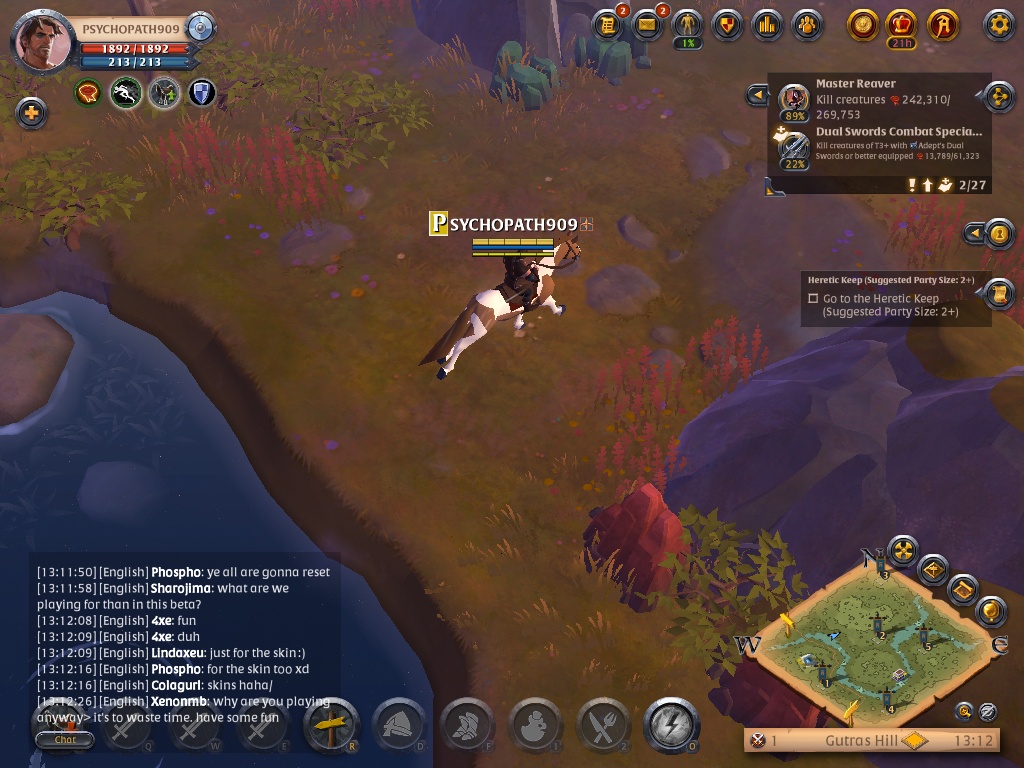 PSYCHOPATH909
1892 / 1892
213 / 213
2
2
1%
21h
Master Reaver
Kill creatures 242,310/
269,753
89%
Dual Swords Combat Specia...
Kill creatures of T3+ with Adept's Dual
Swords or better equipped 13,789/61,323
22%
2/27
PSYCHOPATH909
Heretic Keep (Suggested Party Size: 2+)
Go to the Heretic Keep
(Suggested Party Size: 2+)
[13:11:50] [English] Phospho: ye all are gonna reset
[13:11:58] [English] Sharojima: what are we
playing for than in this beta?
[13:12:08] [English] 4xe: fun
[13:12:09] [English] 4xe: duh
[13:12:09] [English] Lindaxeu: just for the skin :)
[13:12:16] [English] Phospho: for the skin too xd
[13:12:16] [English] Colagurl: skins haha/
[13:12:26] [English] Xenonmb: why are you playing
anyway> it's to waste time. have some fun
Chat
Q
W
E
R
D
F
1
2
O
N
W
E
3
2
5
1
4
1
Gutras Hill
13:12